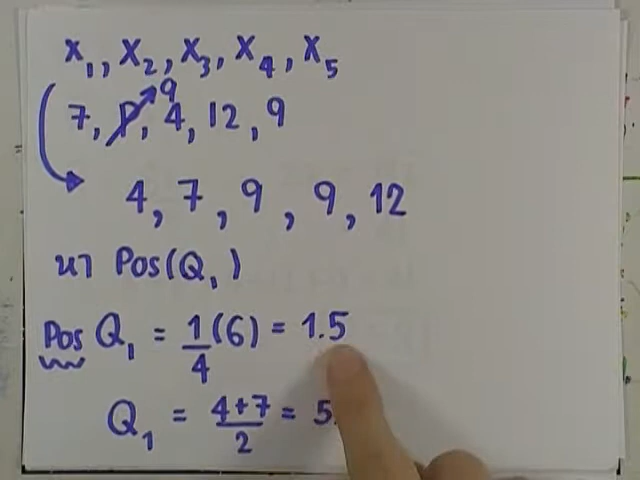 x₁, x₂, x₃, x₄, x₅
9
7, 4, 12, 9
4, 7, 9, 9, 12
หา Pos(Q₁)
Pos Q₁ = 1/4 (6) = 1.5
Q₁ = 4+7/2 = 5.